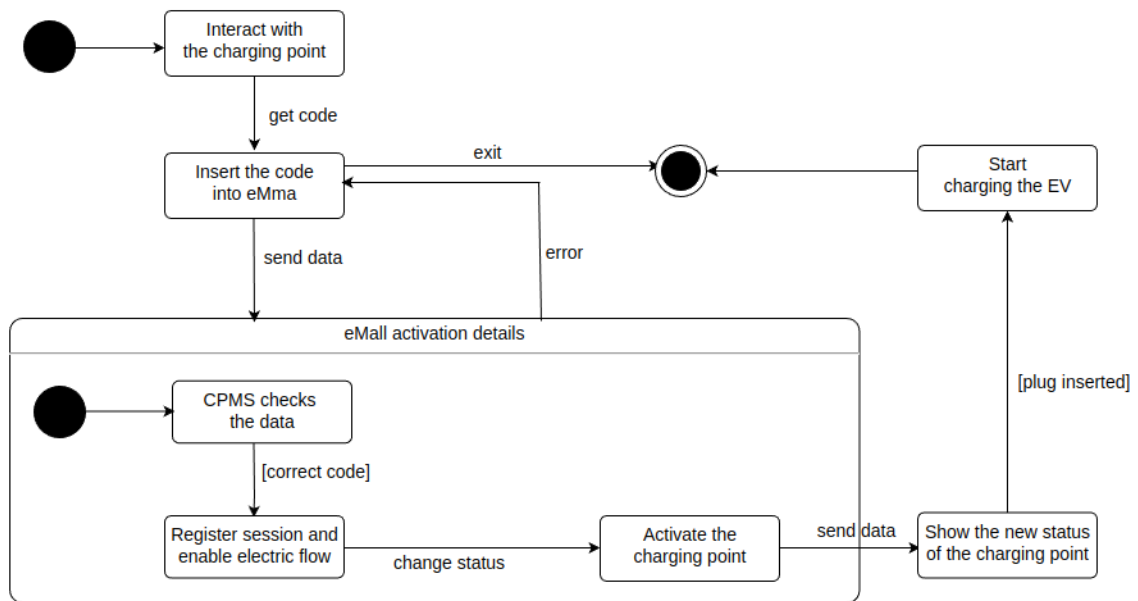 Interact with
the charging point
get code
Insert the code
into eMma
exit
Start
charging the EV
send data
error
eMall activation details
CPMS checks
the data
[plug inserted]
[correct code]
Register session and
enable electric flow
change status
Activate the
charging point
send data
Show the new status
of the charging point